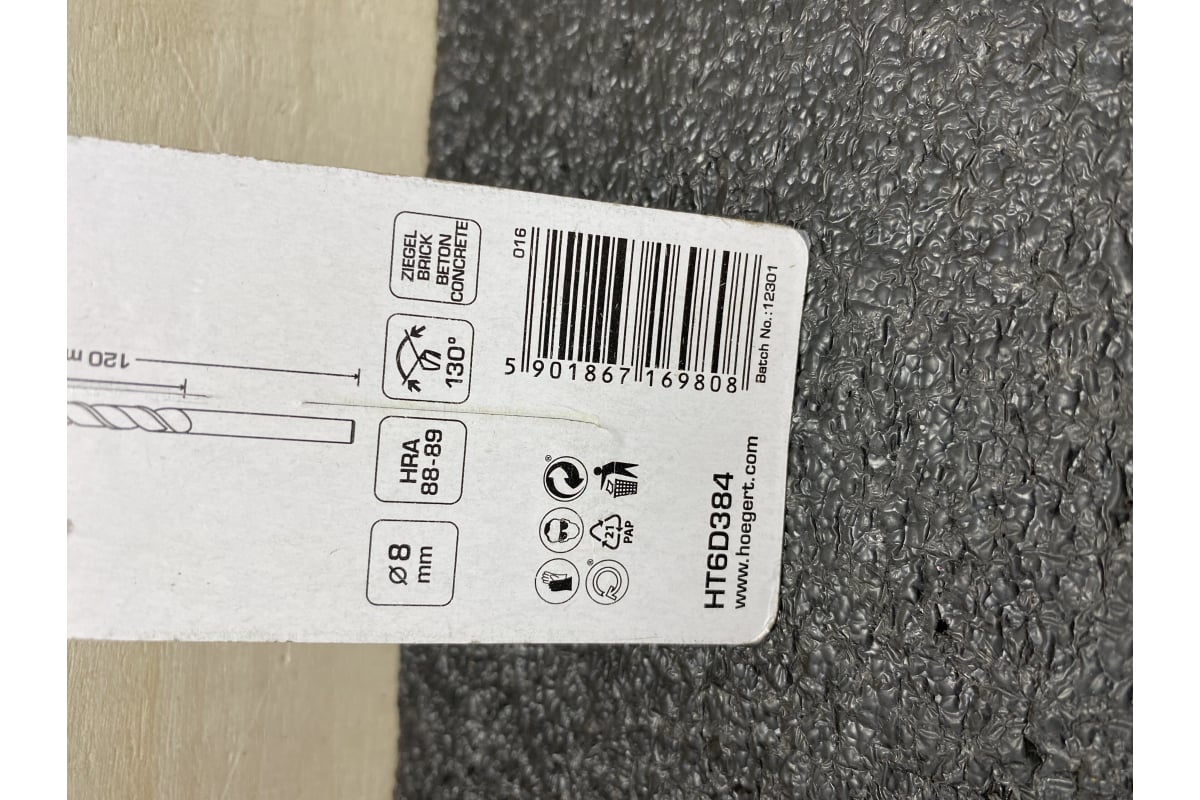 ZIEGEL
BRICK
BETON
CONCRETE
130°
HRA
88-89
Ø 8
mm
120 m
016
5 901867 169808
Batch No.:12301
®
21
PAP
®
HT6D384
www.hoegert.com